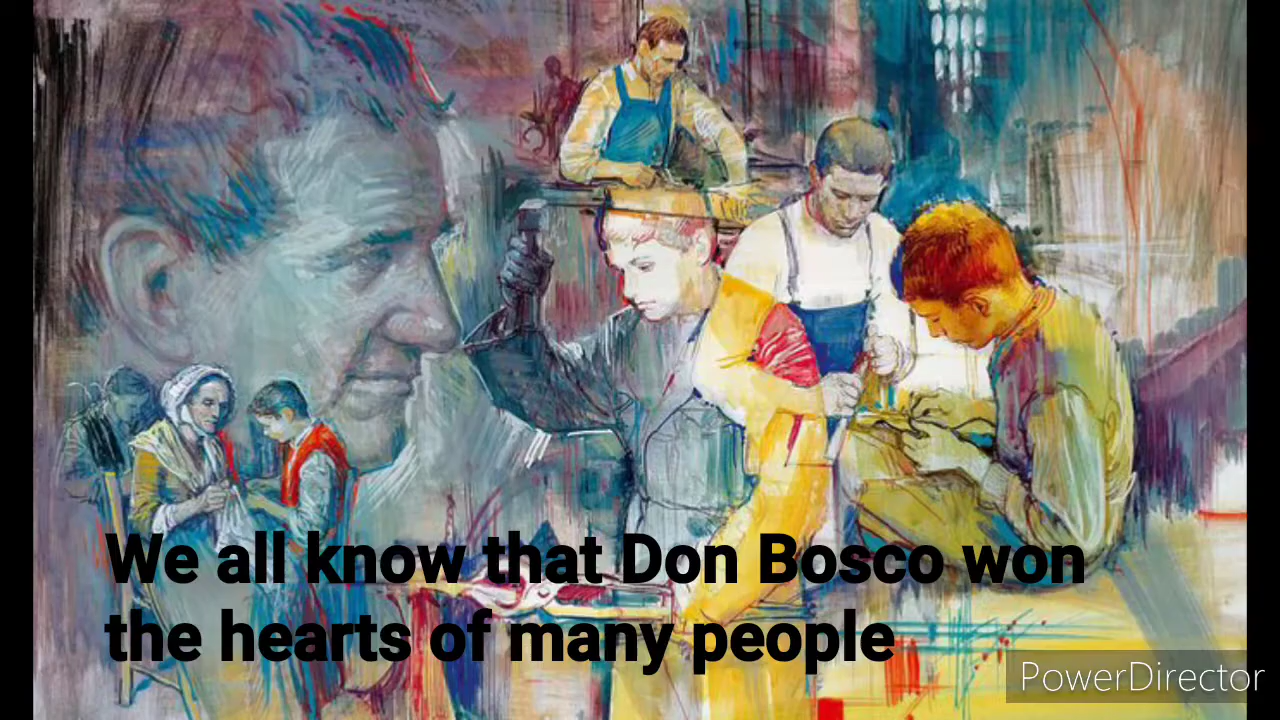 We all know that Don Bosco won
the hearts of many people
PowerDirector